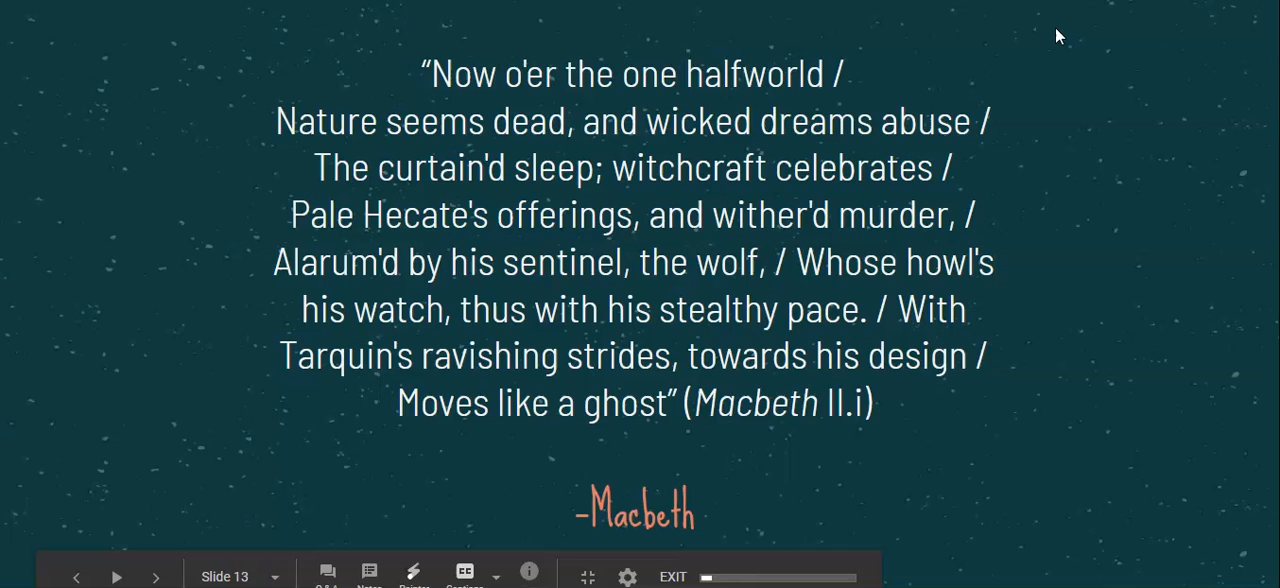 “Now o'er the one halfworld /
Nature seems dead, and wicked dreams abuse /
The curtain'd sleep; witchcraft celebrates /
Pale Hecate's offerings, and wither'd murder, /
Alarum'd by his sentinel, the wolf, / Whose howl's
his watch, thus with his stealthy pace. / With
Tarquin's ravishing strides, towards his design /
Moves like a ghost” (Macbeth II.i)
–Macbeth
Slide 13
EXIT